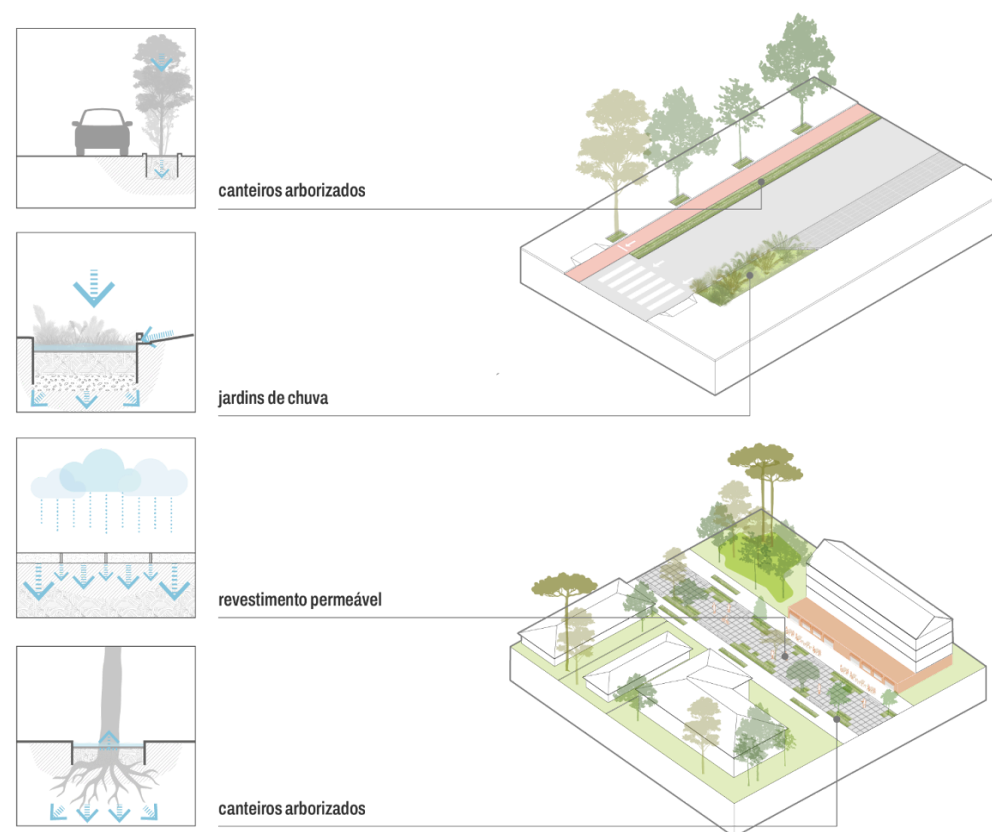 canteiros arborizados
jardins de chuva
revestimento permeável
canteiros arborizados